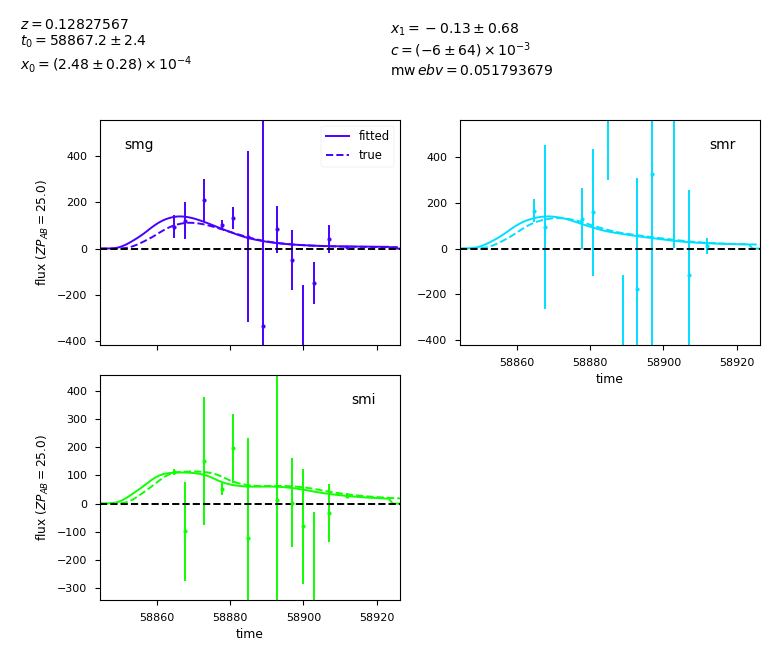 z = 0.12827567
t₀ = 58867.2 ± 2.4
x₀ = (2.48 ± 0.28) × 10⁻⁴
x₁ = −0.13 ± 0.68
c = (−6 ± 64) × 10⁻³
mw ebv = 0.051793679
smg
fitted
true
400
200
0
−200
−400
flux (ZP_AB = 25.0)
smr
400
200
0
−200
−400
58860 58880 58900 58920
time
smi
400
300
200
100
0
−100
−200
−300
flux (ZP_AB = 25.0)
58860 58880 58900 58920
time